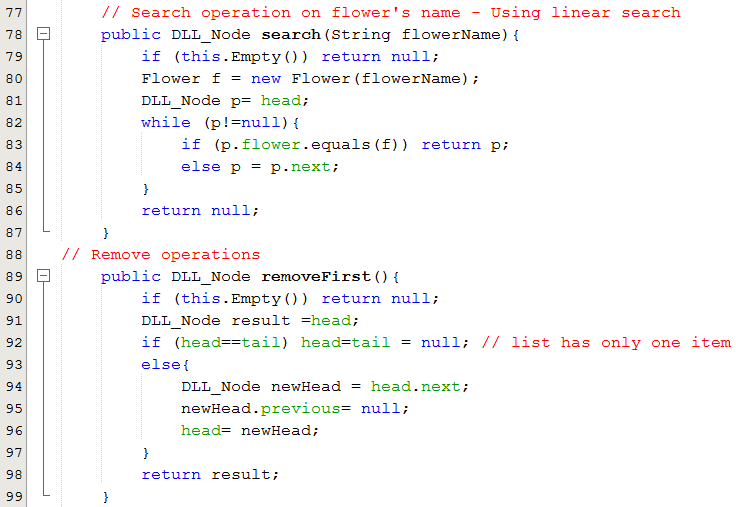 77 // Search operation on flower's name - Using linear search
78 public DLL_Node search(String flowerName){
79 if (this.Empty()) return null;
80 Flower f = new Flower(flowerName);
81 DLL_Node p= head;
82 while (p!=null){
83 if (p.flower.equals(f)) return p;
84 else p = p.next;
85 }
86 return null;
87 }
88 // Remove operations
89 public DLL_Node removeFirst(){
90 if (this.Empty()) return null;
91 DLL_Node result =head;
92 if (head==tail) head=tail = null; // list has only one item
93 else{
94 DLL_Node newHead = head.next;
95 newHead.previous= null;
96 head= newHead;
97 }
98 return result;
99 }